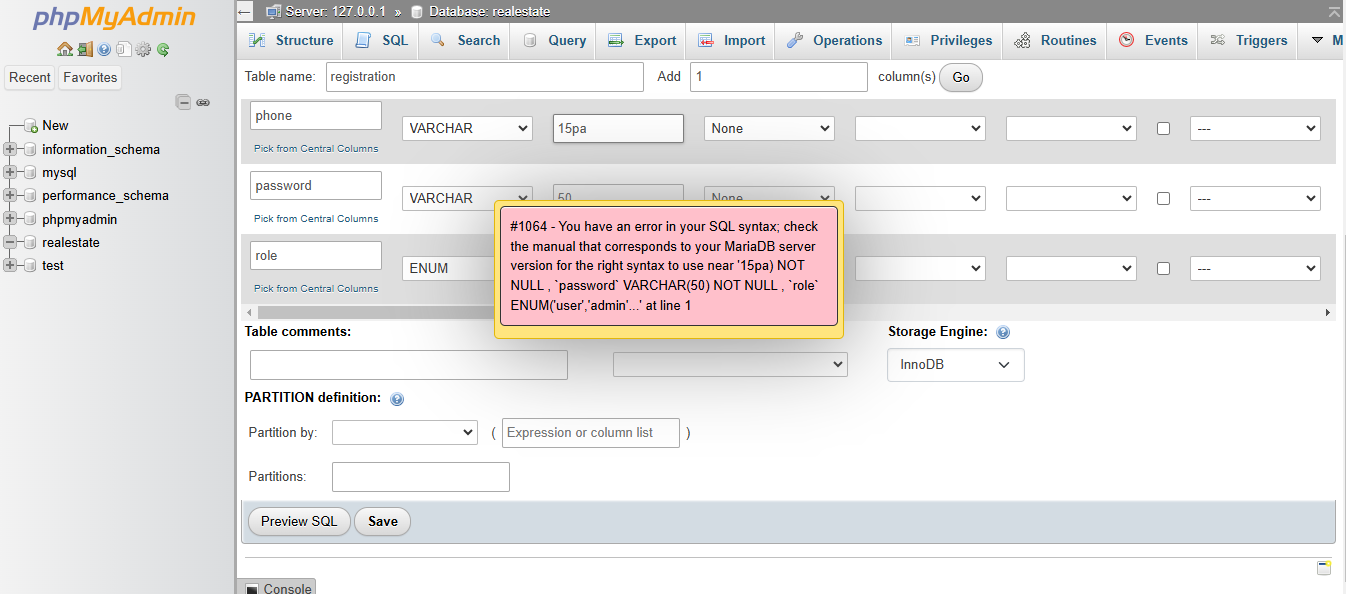 phpMyAdmin
Recent Favorites
New
information_schema
mysql
performance_schema
phpmyadmin
realestate
test
Server: 127.0.0.1 » Database: realestate
Structure SQL Search Query Export Import Operations Privileges Routines Events Triggers M
Table name: registration Add 1 column(s) Go
phone VARCHAR 15pa None ---
Pick from Central Columns
password VARCHAR 50 None ---
Pick from Central Columns
role ENUM ---
Pick from Central Columns
#1064 - You have an error in your SQL syntax; check
the manual that corresponds to your MariaDB server
version for the right syntax to use near '15pa) NOT
NULL , `password` VARCHAR(50) NOT NULL , `role`
ENUM('user','admin'...' at line 1
Table comments: Storage Engine:
InnoDB
PARTITION definition:
Partition by: ( Expression or column list )
Partitions:
Preview SQL Save
Console